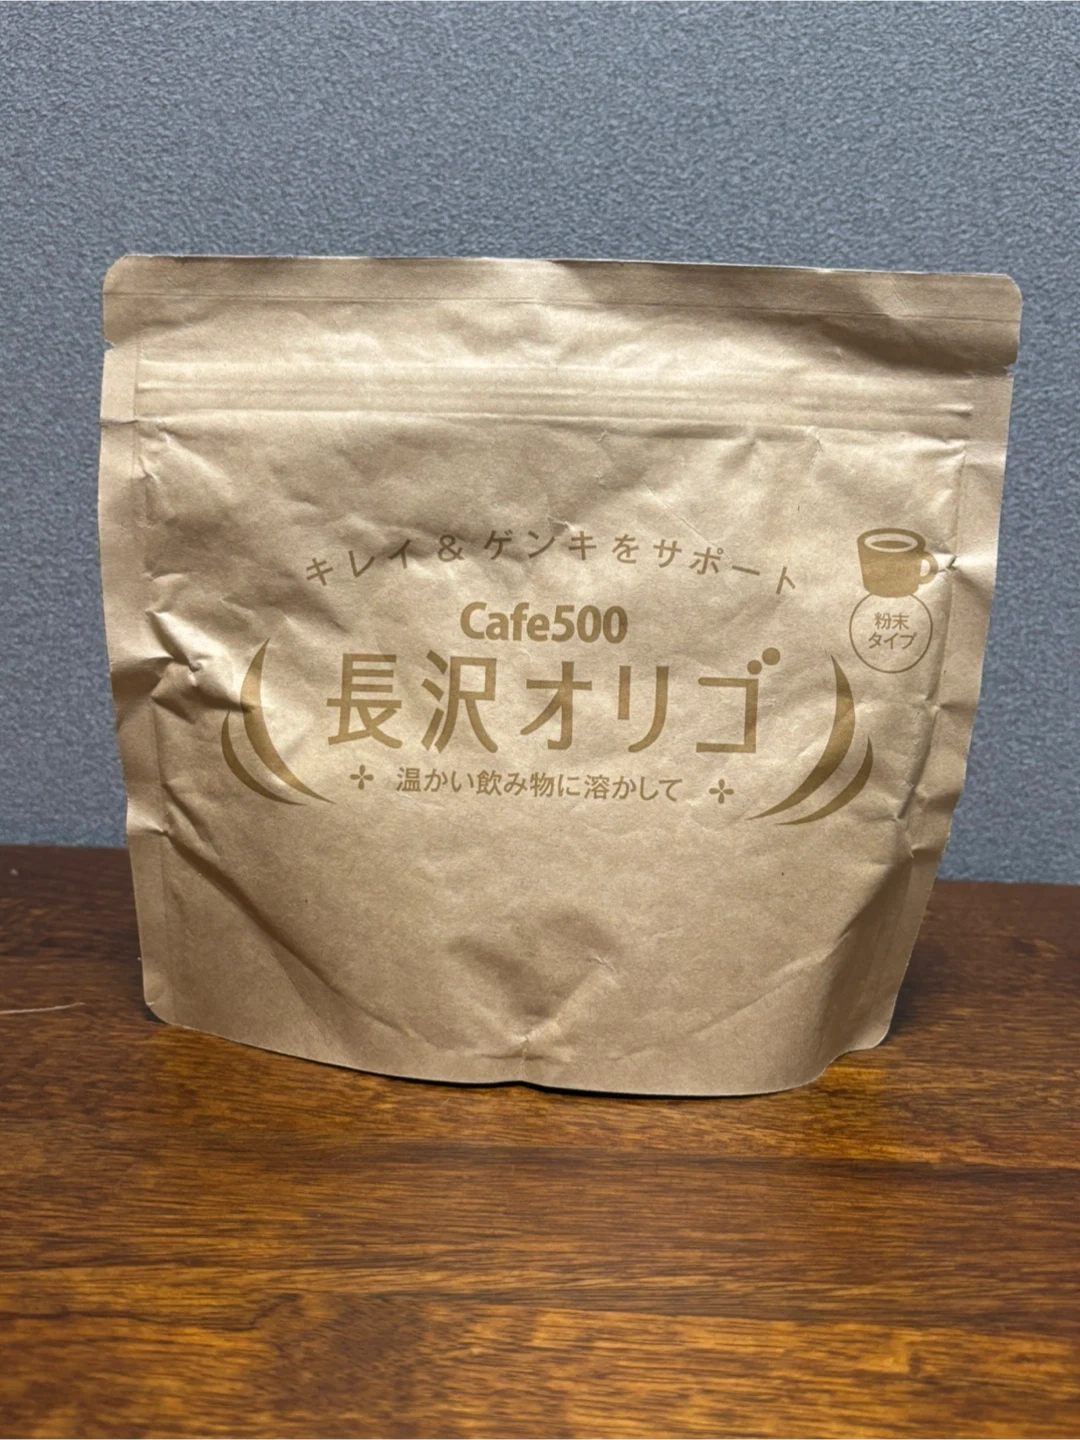 キレイ&ゲンキをサポート
Cafe500
長沢オリゴ
温かい飲み物に溶かして
粉末
タイプ